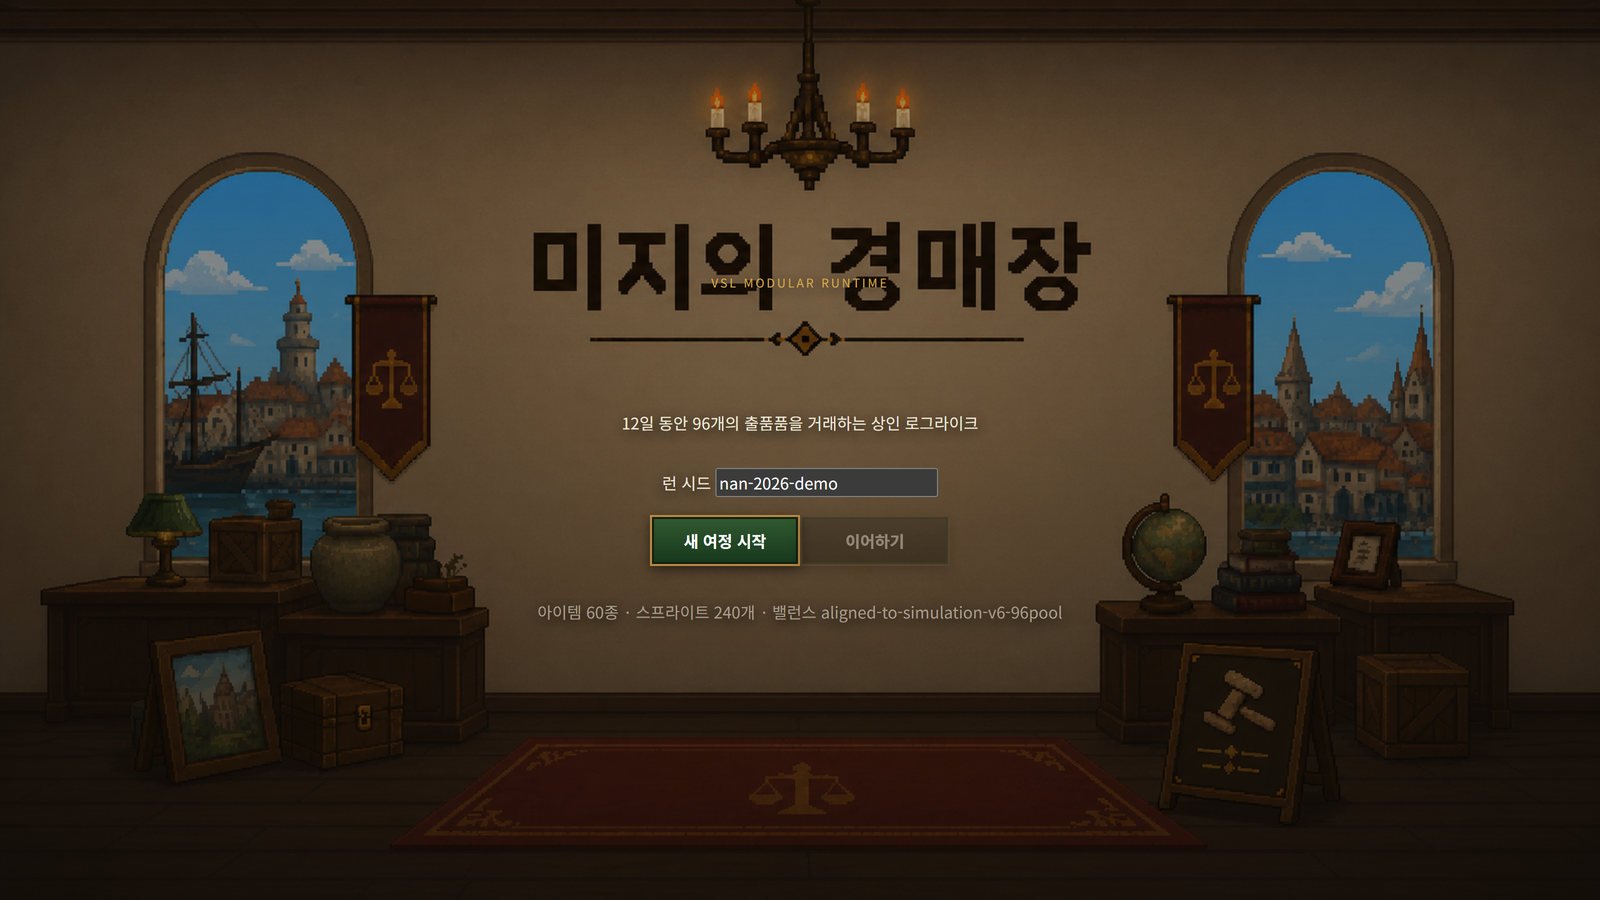 미지의 경매장
VSL MODULAR RUNTIME
12일 동안 96개의 출품품을 거래하는 상인 로그라이크
런 시드 nan-2026-demo
새 여정 시작 이어하기
아이템 60종 · 스프라이트 240개 · 밸런스 aligned-to-simulation-v6-96pool